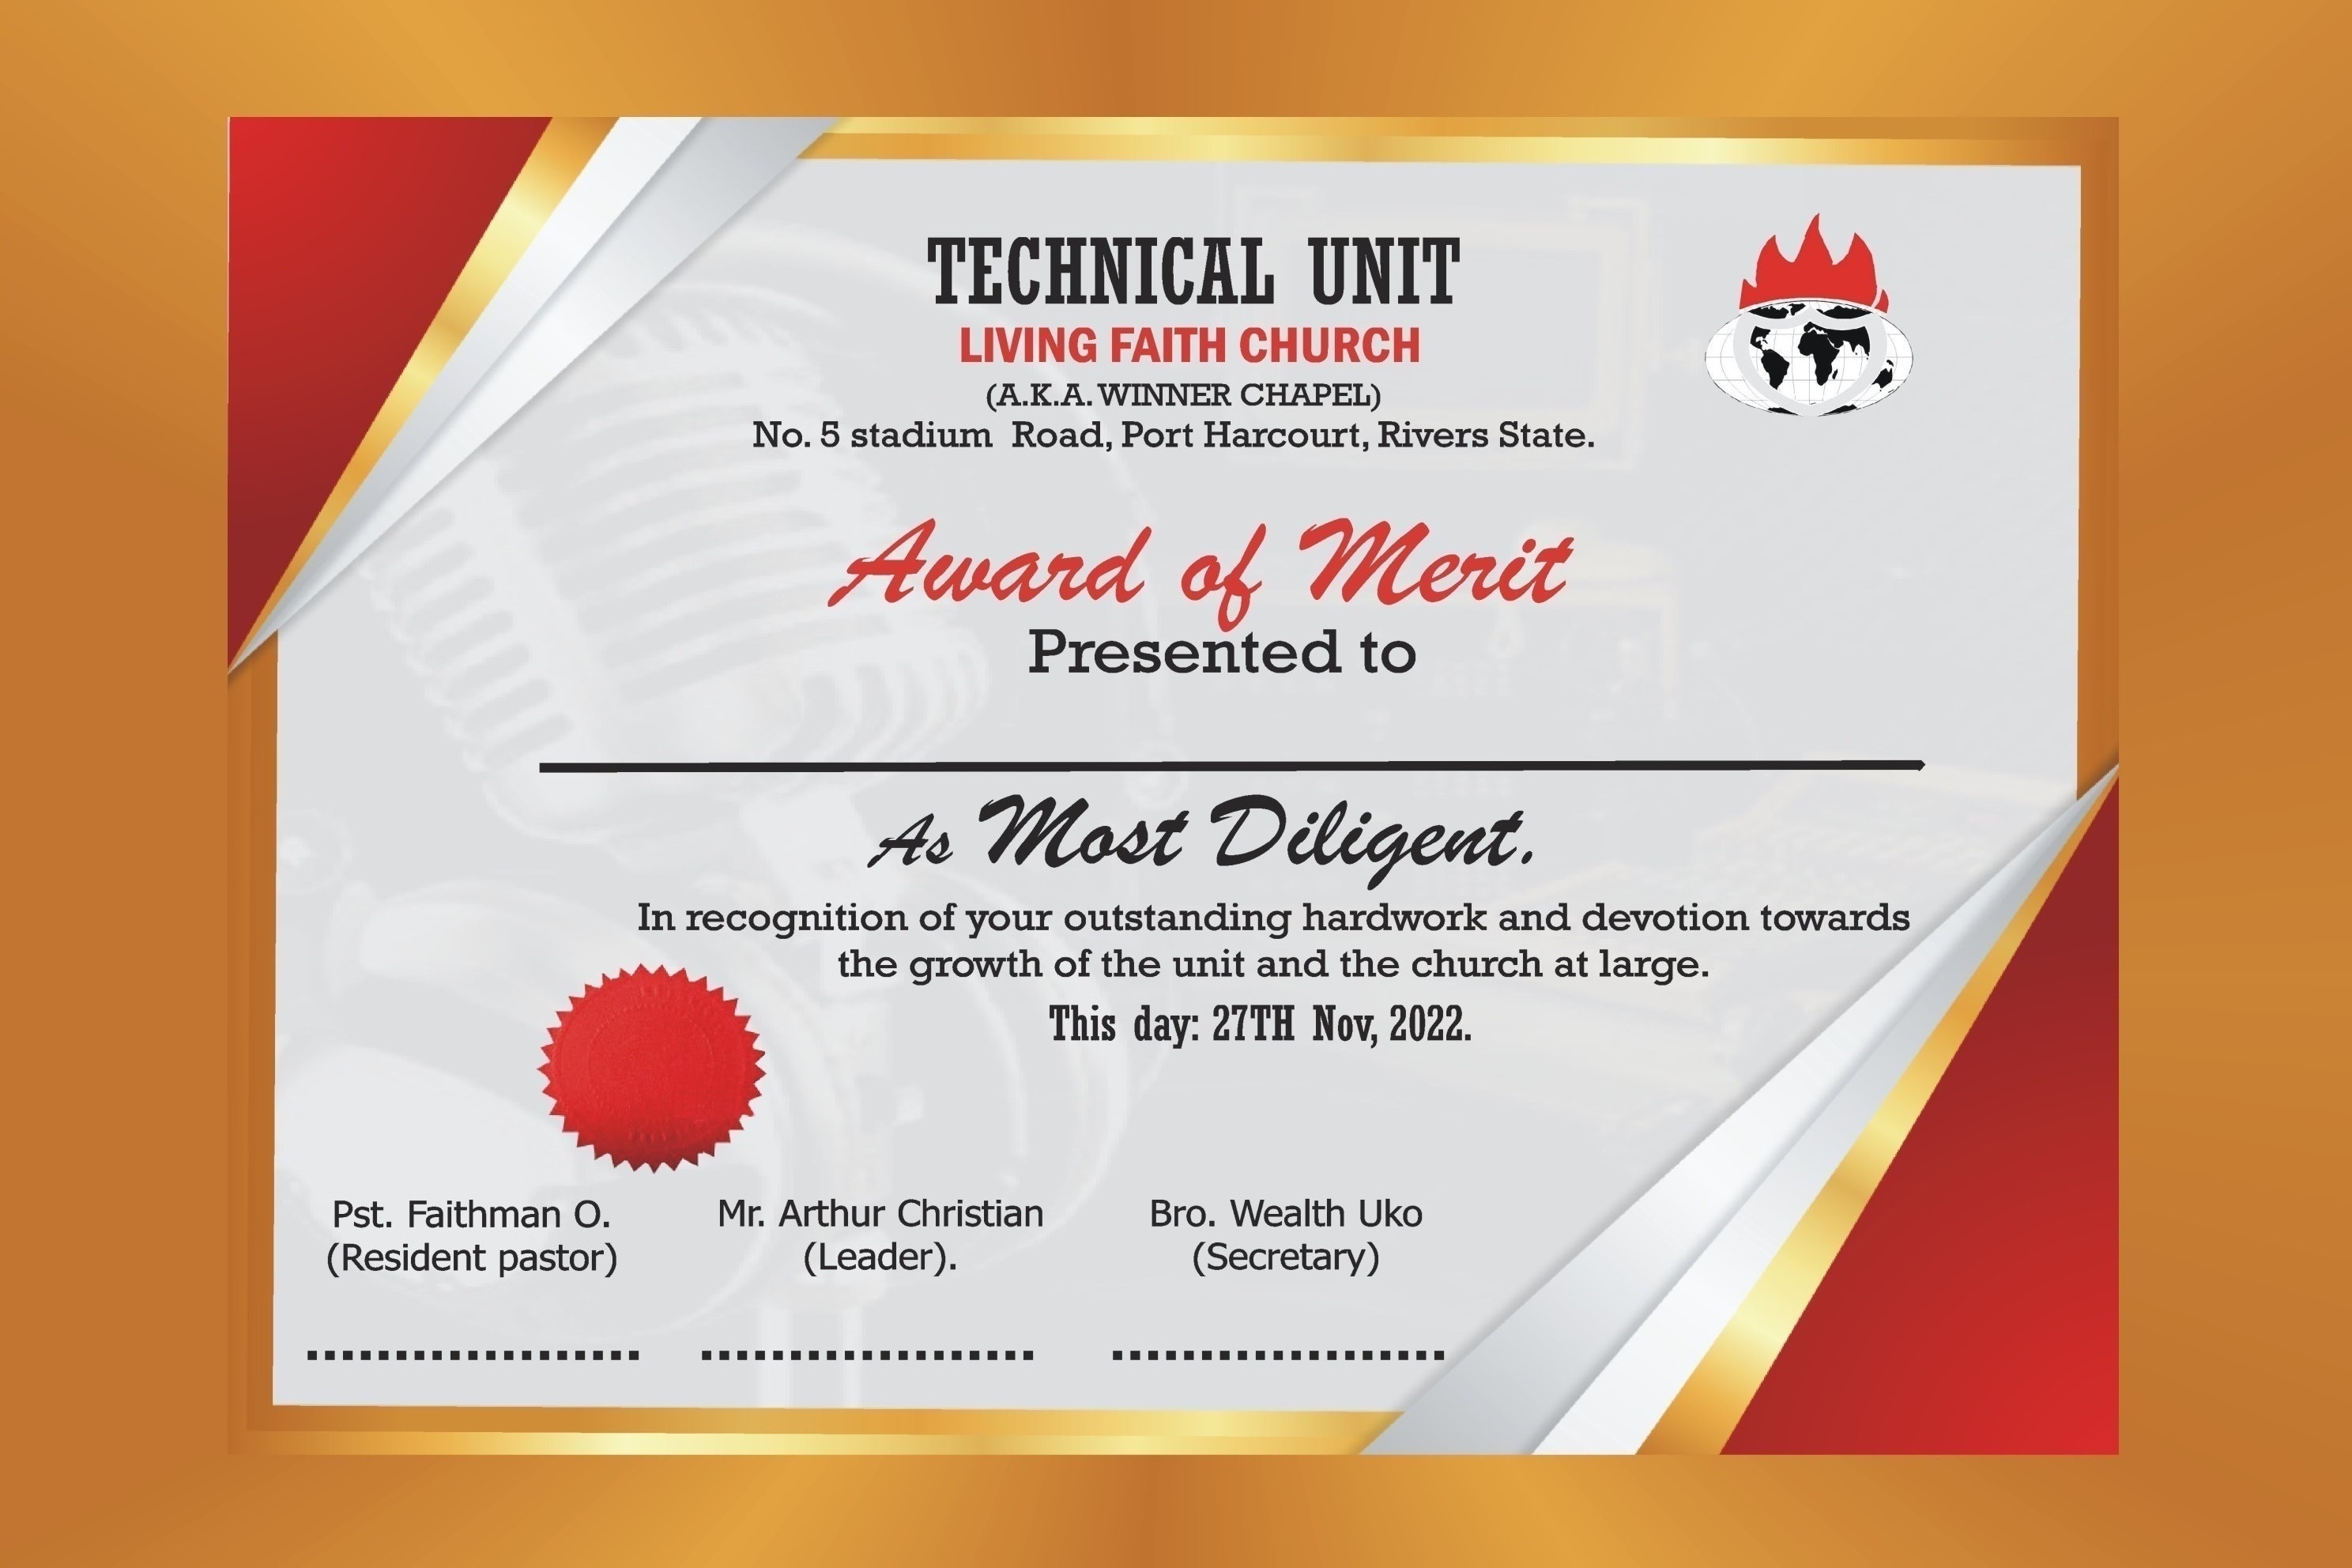 TECHNICAL UNIT
LIVING FAITH CHURCH
(A.K.A. WINNER CHAPEL)
No. 5 stadium Road, Port Harcourt, Rivers State.
Award of Merit
Presented to
As Most Diligent.
In recognition of your outstanding hardwork and devotion towards
the growth of the unit and the church at large.
This day: 27TH Nov, 2022.
Pst. Faithman O.
(Resident pastor)
Mr. Arthur Christian
(Leader).
Bro. Wealth Uko
(Secretary)